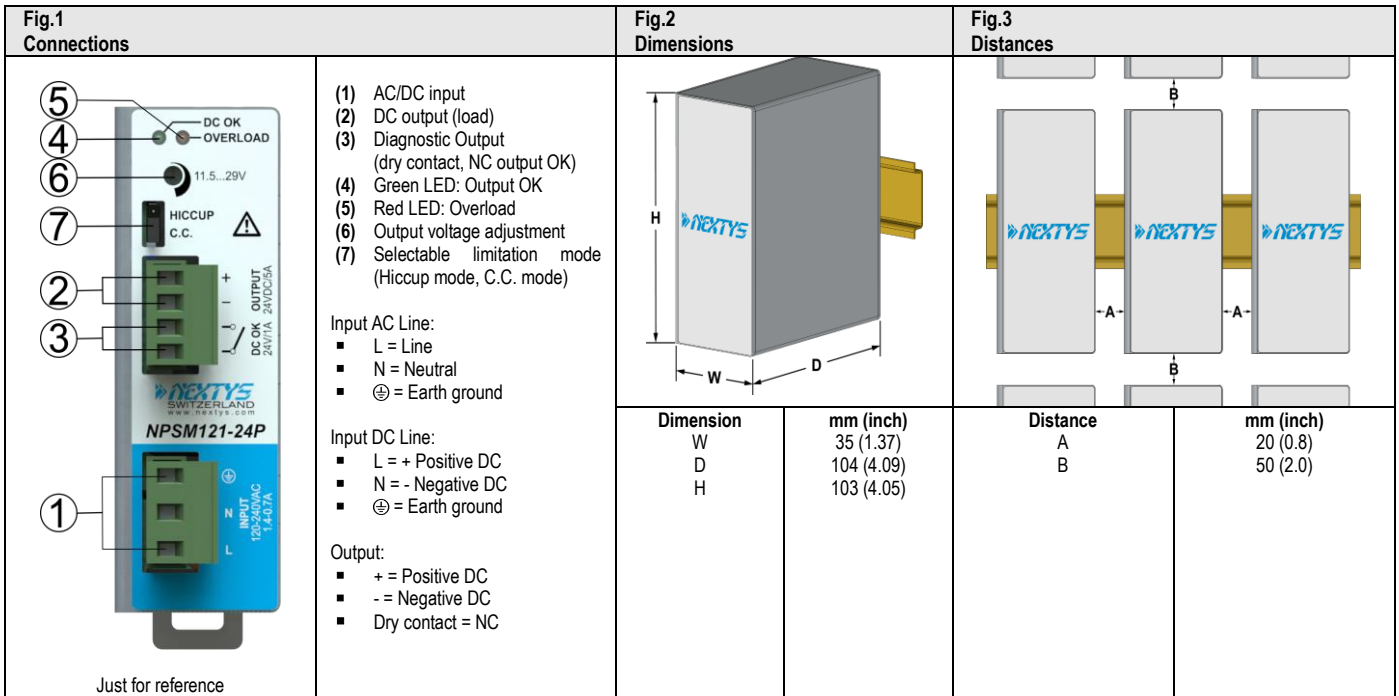 Fig.1
Connections
5
4
6
7
2
3
1
DC OK
OVERLOAD
11.5...29V
HICCUP
C.C.
+
-
OUTPUT
24VDC/5A
DC OK
24V/1A
NEXTYS
SWITZERLAND
www.nextys.com
NPSM121-24P
N
L
INPUT
120-240VAC
1.4-0.7A
Just for reference
(1) AC/DC input
(2) DC output (load)
(3) Diagnostic Output
(dry contact, NC output OK)
(4) Green LED: Output OK
(5) Red LED: Overload
(6) Output voltage adjustment
(7) Selectable limitation mode
(Hiccup mode, C.C. mode)
Input AC Line:
▪ L = Line
▪ N = Neutral
▪ ⏚ = Earth ground
Input DC Line:
▪ L = + Positive DC
▪ N = - Negative DC
▪ ⏚ = Earth ground
Output:
▪ + = Positive DC
▪ - = Negative DC
▪ Dry contact = NC
Fig.2
Dimensions
H
NEXTYS
W
D
Dimension mm (inch)
W 35 (1.37)
D 104 (4.09)
H 103 (4.05)
Fig.3
Distances
B
NEXTYS NEXTYS NEXTYS
A A
B
Distance mm (inch)
A 20 (0.8)
B 50 (2.0)